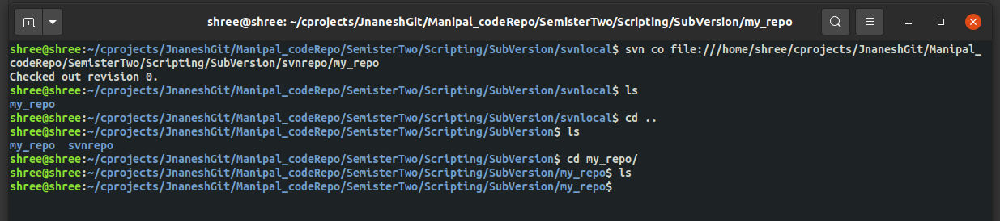 shree@shree: ~/cprojects/JnaneshGit/Manipal_codeRepo/SemisterTwo/Scripting/SubVersion/my_repo
shree@shree:~/cprojects/JnaneshGit/Manipal_codeRepo/SemisterTwo/Scripting/SubVersion/svnlocal$ svn co file:///home/shree/cprojects/JnaneshGit/Manipal_
codeRepo/SemisterTwo/Scripting/SubVersion/svnrepo/my_repo
Checked out revision 0.
shree@shree:~/cprojects/JnaneshGit/Manipal_codeRepo/SemisterTwo/Scripting/SubVersion/svnlocal$ ls
my_repo
shree@shree:~/cprojects/JnaneshGit/Manipal_codeRepo/SemisterTwo/Scripting/SubVersion/svnlocal$ cd ..
shree@shree:~/cprojects/JnaneshGit/Manipal_codeRepo/SemisterTwo/Scripting/SubVersion$ ls
my_repo  svnrepo
shree@shree:~/cprojects/JnaneshGit/Manipal_codeRepo/SemisterTwo/Scripting/SubVersion$ cd my_repo/
shree@shree:~/cprojects/JnaneshGit/Manipal_codeRepo/SemisterTwo/Scripting/SubVersion/my_repo$ ls
shree@shree:~/cprojects/JnaneshGit/Manipal_codeRepo/SemisterTwo/Scripting/SubVersion/my_repo$